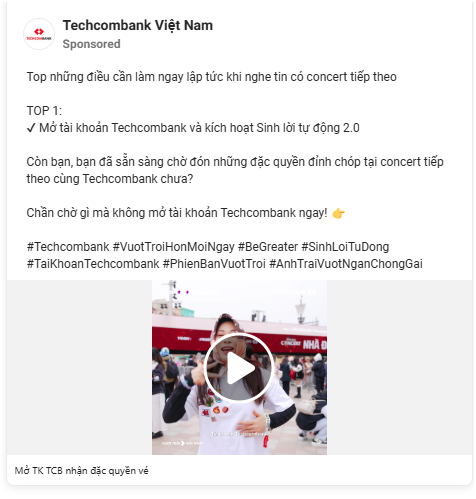 Techcombank Việt Nam
Sponsored
TECHCOMBANK
Top những điều cần làm ngay lập tức khi nghe tin có concert tiếp theo
TOP 1:
✓ Mở tài khoản Techcombank và kích hoạt Sinh lời tự động 2.0
Còn bạn, bạn đã sẵn sàng chờ đón những đặc quyền đỉnh chóp tại concert tiếp
theo cùng Techcombank chưa?
Chần chờ gì mà không mở tài khoản Techcombank ngay! 👉
#Techcombank #VuotTroiHonMoiNgay #BeGreater #SinhLoiTuDong
#TaiKhoanTechcombank #PhienBanVuotTroi #AnhTraiVuotNganChongGai
CONCERT
NHÀ
Mở TK TCB nhận đặc quyền vé